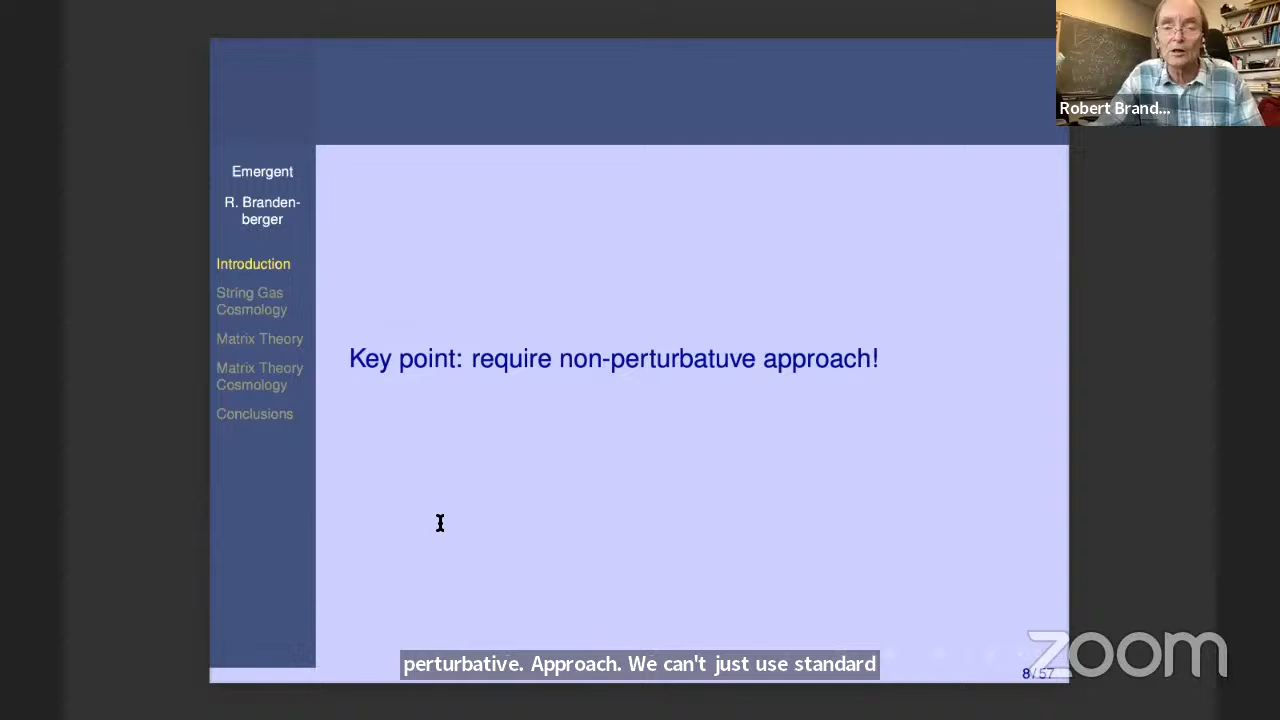 Robert Brand...
Emergent
R. Branden-
berger
Introduction
String Gas
Cosmology
Matrix Theory
Matrix Theory
Cosmology
Conclusions
Key point: require non-perturbatuve approach!
perturbative. Approach. We can't just use standard
8/57
zoom